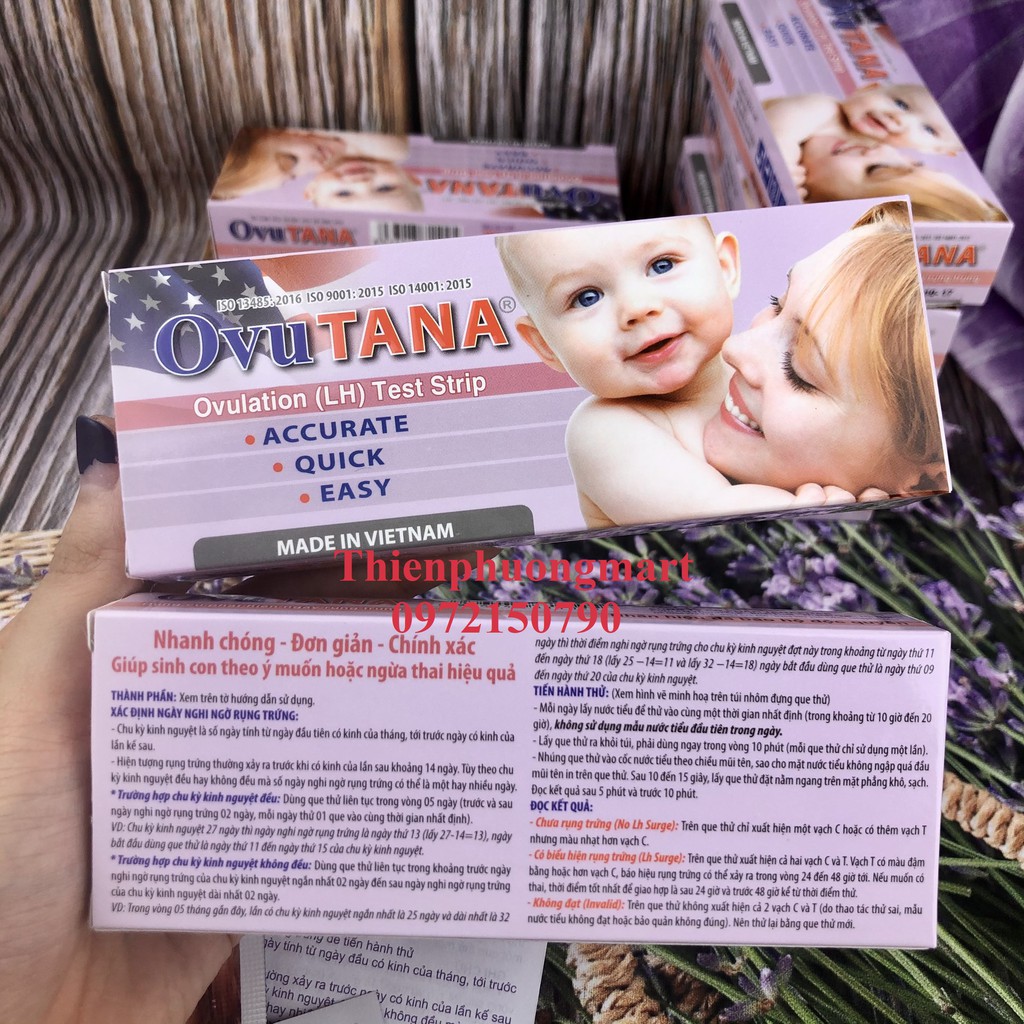 OvuTANA
OvuTANA
ANA
ISO 13485: 2016 ISO 9001: 2015 ISO 14001: 2015
OvuTANA®
Ovulation (LH) Test Strip
• ACCURATE
• QUICK
• EASY
MADE IN VIETNAM
Thienphuongmart
0972150790
Nhanh chóng - Đơn giản - Chính xác
Giúp sinh con theo ý muốn hoặc ngừa thai hiệu quả
THÀNH PHẦN: Xem trên tờ hướng dẫn sử dụng.
XÁC ĐỊNH NGÀY NGHI NGỜ RỤNG TRỨNG:
- Chu kỳ kinh nguyệt là số ngày tính từ ngày đầu tiên có kinh của tháng, tới trước ngày có kinh của
lần kế sau.
- Hiện tượng rụng trứng thường xảy ra trước khi có kinh của lần sau khoảng 14 ngày. Tùy theo chu
kỳ kinh nguyệt đều hay không đều mà số ngày nghi ngờ rụng trứng có thể là một hay nhiều ngày.
* Trường hợp chu kỳ kinh nguyệt đều: Dùng que thử liên tục trong vòng 05 ngày (trước và sau
ngày nghi ngờ rụng trứng 02 ngày, mỗi ngày thử 01 que vào cùng thời gian nhất định).
VD: Chu kỳ kinh nguyệt 27 ngày thì ngày nghi ngờ rụng trứng là ngày thứ 13 (lấy 27-14=13), ngày
bắt đầu dùng que thử là ngày thứ 11 đến ngày thứ 15 của chu kỳ kinh nguyệt.
* Trường hợp chu kỳ kinh nguyệt không đều: Dùng que thử liên tục trong khoảng trước ngày
nghi ngờ rụng trứng của chu kỳ kinh nguyệt ngắn nhất 02 ngày đến sau ngày nghi ngờ rụng trứng
của chu kỳ kinh nguyệt dài nhất 02 ngày.
VD: Trong vòng 05 tháng gần đây, lần có chu kỳ kinh nguyệt ngắn nhất là 25 ngày và dài nhất là 32
ngày thì thời điểm nghi ngờ rụng trứng cho chu kỳ kinh nguyệt đợt này trong khoảng từ ngày thứ 11
đến ngày thứ 18 (lấy 25 -14=11 và lấy 32 -14=18) ngày bắt đầu dùng que thử là ngày thứ 09
đến ngày thứ 20 của chu kỳ kinh nguyệt.
TIẾN HÀNH THỬ: (Xem hình vẽ minh hoạ trên túi nhôm đựng que thử)
- Mỗi ngày lấy nước tiểu để thử vào cùng một thời gian nhất định (trong khoảng từ 10 giờ đến 20
giờ), không sử dụng mẫu nước tiểu đầu tiên trong ngày.
- Lấy que thử ra khỏi túi, phải dùng ngay trong vòng 10 phút (mỗi que thử chỉ sử dụng một lần).
- Nhúng que thử vào cốc nước tiểu theo chiều mũi tên, sao cho mặt nước tiểu không ngập quá đầu
mũi tên in trên que thử. Sau 10 đến 15 giây, lấy que thử đặt nằm ngang trên mặt phẳng khô, sạch.
Đọc kết quả sau 5 phút và trước 10 phút.
ĐỌC KẾT QUẢ:
- Chưa rụng trứng (No Lh Surge): Trên que thử chỉ xuất hiện một vạch C hoặc có thêm vạch T
nhưng màu nhạt hơn vạch C.
- Có biểu hiện rụng trứng (Lh Surge): Trên que thử xuất hiện cả hai vạch C và T. Vạch T có màu đậm
bằng hoặc hơn vạch C, báo hiệu rụng trứng có thể xảy ra trong vòng 24 đến 48 giờ tới. Nếu muốn có
thai, thời điểm tốt nhất để giao hợp là sau 24 giờ và trước 48 giờ kể từ thời điểm thử.
- Không đạt (Invalid): Trên que thử không xuất hiện cả 2 vạch C và T (do thao tác thử sai, mẫu
nước tiểu không đạt hoặc bảo quản không đúng). Nên thử lại bằng que thử mới.
để tiến hành thử
ày tính từ ngày đầu có kinh của tháng, tới trước
ờng xảy ra trước có kinh của lần kế sau
kinh nguyệt